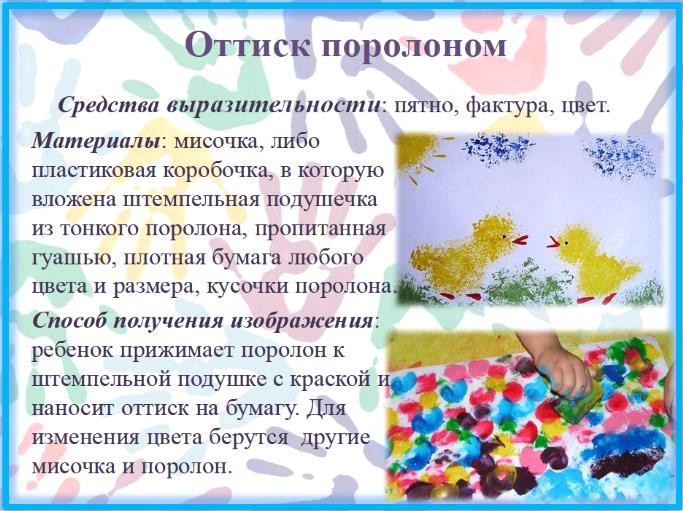 Оттиск поролоном
Средства выразительности: пятно, фактура, цвет.
Материалы: мисочка, либо
пластиковая коробочка, в которую
вложена штемпельная подушечка
из тонкого поролона, пропитанная
гуашью, плотная бумага любого
цвета и размера, кусочки поролона.
Способ получения изображения:
ребенок прижимает поролон к
штемпельной подушке с краской и
наносит оттиск на бумагу. Для
изменения цвета берутся другие
мисочка и поролон.